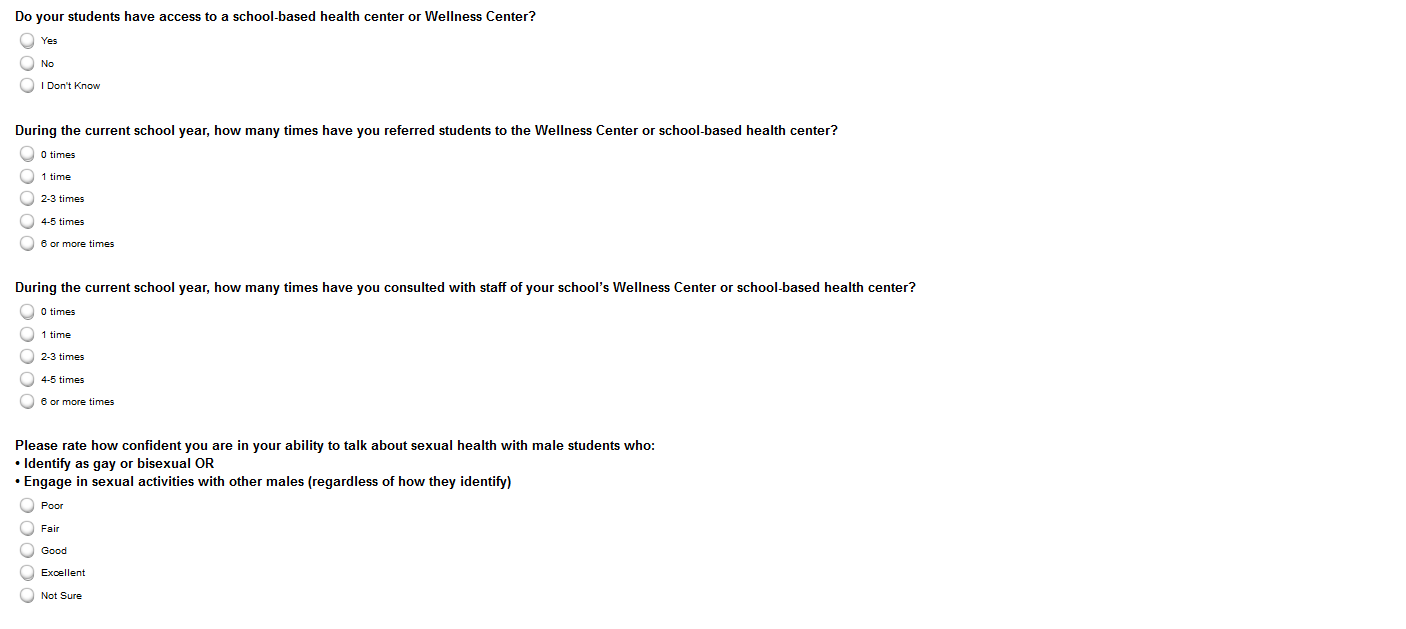 Do your students have access to a school-based health center or Wellness Center?
Yes
No
I Don't Know
During the current school year, how many times have you referred students to the Wellness Center or school-based health center?
0 times
1 time
2-3 times
4-5 times
6 or more times
During the current school year, how many times have you consulted with staff of your school's Wellness Center or school-based health center?
0 times
1 time
2-3 times
4-5 times
6 or more times
Please rate how confident you are in your ability to talk about sexual health with male students who:
• Identify as gay or bisexual OR
• Engage in sexual activities with other males (regardless of how they identify)
Poor
Fair
Good
Excellent
Not Sure